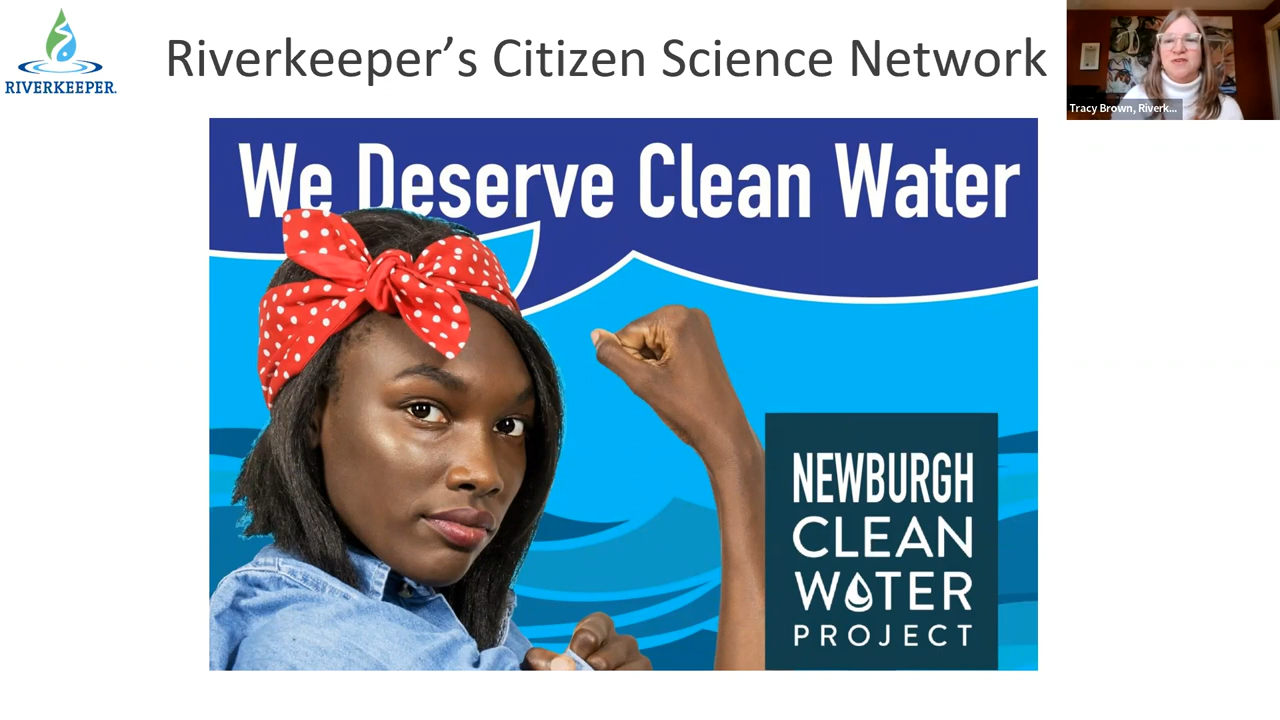 RIVERKEEPER.
Riverkeeper's Citizen Science Network
Tracy Brown, Riverk...
We Deserve Clean Water
NEWBURGH
CLEAN
WATER
PROJECT